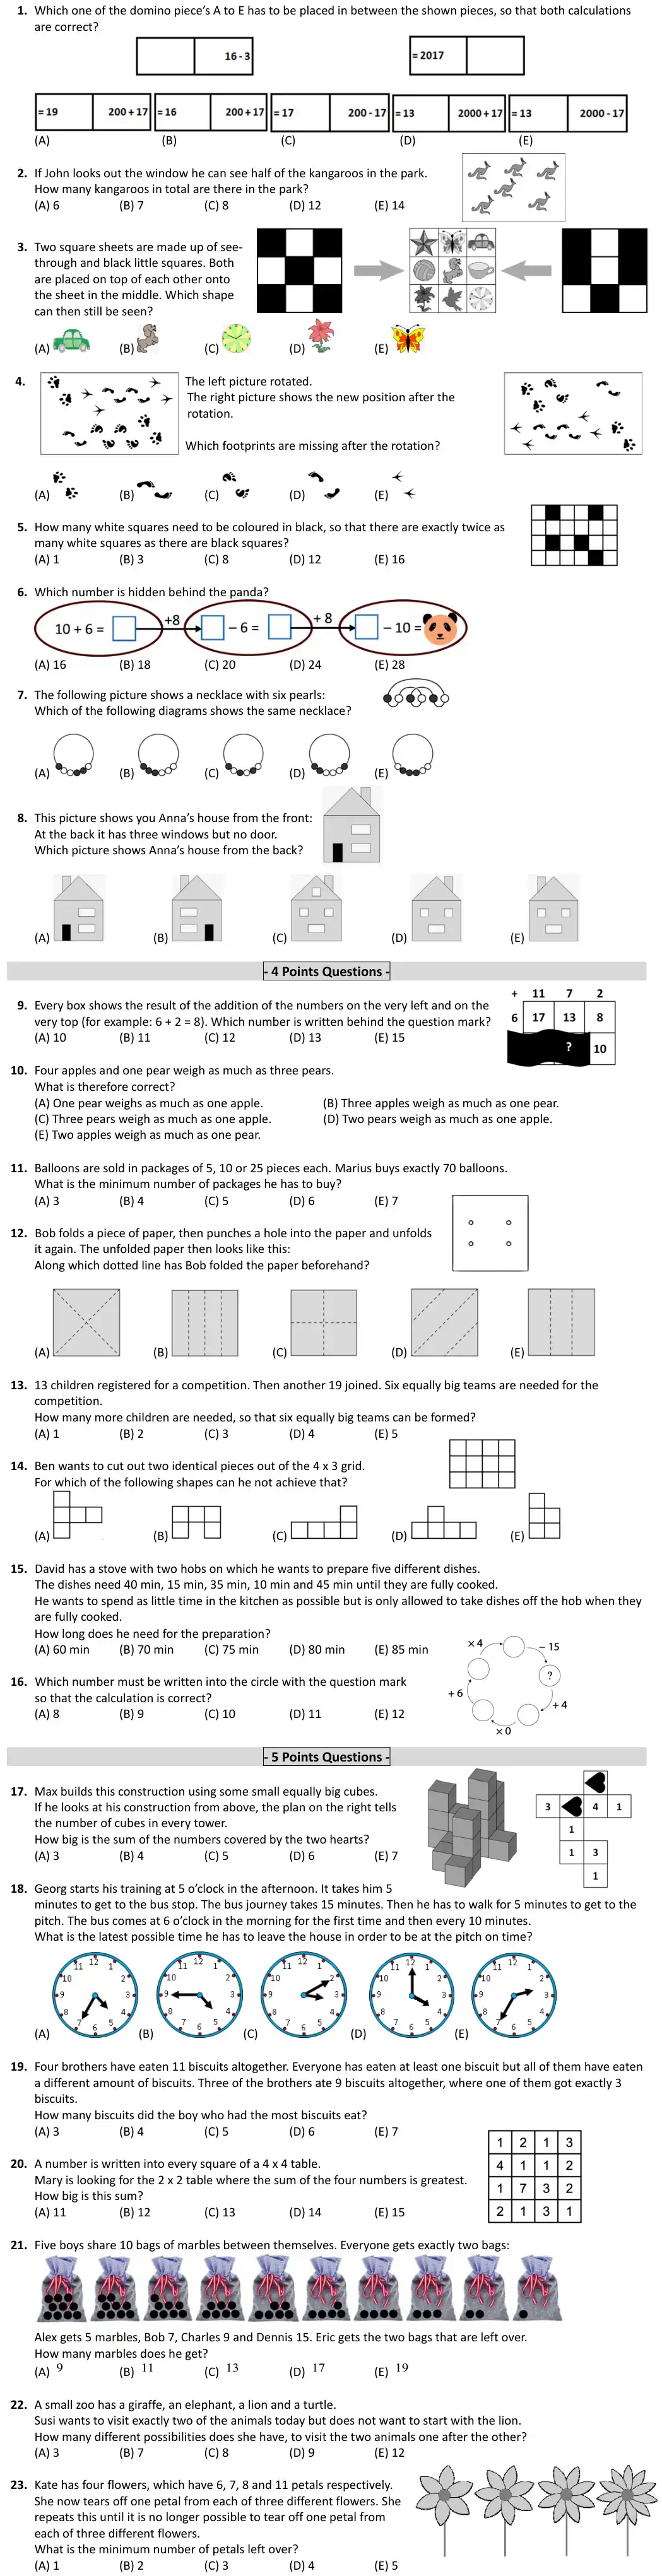 1. Which one of the domino piece's A to E has to be placed in between the shown pieces, so that both calculations
are correct?
16 - 3
= 2017
= 19 200 + 17 = 16 200 + 17 = 17 200 - 17 = 13 2000 + 17 = 13 2000 - 17
(A) (B) (C) (D) (E)
2. If John looks out the window he can see half of the kangaroos in the park.
How many kangaroos in total are there in the park?
(A) 6 (B) 7 (C) 8 (D) 12 (E) 14
3. Two square sheets are made up of see-
through and black little squares. Both
are placed on top of each other onto
the sheet in the middle. Which shape
can then still be seen?
(A) (B) (C) (D) (E)
4. The left picture rotated.
The right picture shows the new position after the
rotation.
Which footprints are missing after the rotation?
(A) (B) (C) (D) (E)
5. How many white squares need to be coloured in black, so that there are exactly twice as
many white squares as there are black squares?
(A) 1 (B) 3 (C) 8 (D) 12 (E) 16
6. Which number is hidden behind the panda?
10 + 6 = +8 - 6 = + 8 - 10 =
(A) 16 (B) 18 (C) 20 (D) 24 (E) 28
7. The following picture shows a necklace with six pearls:
Which of the following diagrams shows the same necklace?
(A) (B) (C) (D) (E)
8. This picture shows you Anna's house from the front:
At the back it has three windows but no door.
Which picture shows Anna's house from the back?
(A) (B) (C) (D) (E)
- 4 Points Questions -
9. Every box shows the result of the addition of the numbers on the very left and on the
very top (for example: 6 + 2 = 8). Which number is written behind the question mark?
(A) 10 (B) 11 (C) 12 (D) 13 (E) 15
+ 11 7 2
6 17 13 8
? 10
10. Four apples and one pear weigh as much as three pears.
What is therefore correct?
(A) One pear weighs as much as one apple. (B) Three apples weigh as much as one pear.
(C) Three pears weigh as much as one apple. (D) Two pears weigh as much as one apple.
(E) Two apples weigh as much as one pear.
11. Balloons are sold in packages of 5, 10 or 25 pieces each. Marius buys exactly 70 balloons.
What is the minimum number of packages he has to buy?
(A) 3 (B) 4 (C) 5 (D) 6 (E) 7
12. Bob folds a piece of paper, then punches a hole into the paper and unfolds
it again. The unfolded paper then looks like this:
Along which dotted line has Bob folded the paper beforehand?
(A) (B) (C) (D) (E)
13. 13 children registered for a competition. Then another 19 joined. Six equally big teams are needed for the
competition.
How many more children are needed, so that six equally big teams can be formed?
(A) 1 (B) 2 (C) 3 (D) 4 (E) 5
14. Ben wants to cut out two identical pieces out of the 4 x 3 grid.
For which of the following shapes can he not achieve that?
(A) (B) (C) (D) (E)
15. David has a stove with two hobs on which he wants to prepare five different dishes.
The dishes need 40 min, 15 min, 35 min, 10 min and 45 min until they are fully cooked.
He wants to spend as little time in the kitchen as possible but is only allowed to take dishes off the hob when they
are fully cooked.
How long does he need for the preparation?
(A) 60 min (B) 70 min (C) 75 min (D) 80 min (E) 85 min
16. Which number must be written into the circle with the question mark
so that the calculation is correct?
(A) 8 (B) 9 (C) 10 (D) 11 (E) 12
x 4 - 15
?
+ 6 + 4
x 0
- 5 Points Questions -
17. Max builds this construction using some small equally big cubes.
If he looks at his construction from above, the plan on the right tells
the number of cubes in every tower.
How big is the sum of the numbers covered by the two hearts?
(A) 3 (B) 4 (C) 5 (D) 6 (E) 7
3 4 1
1
1 3
1
18. Georg starts his training at 5 o'clock in the afternoon. It takes him 5
minutes to get to the bus stop. The bus journey takes 15 minutes. Then he has to walk for 5 minutes to get to the
pitch. The bus comes at 6 o'clock in the morning for the first time and then every 10 minutes.
What is the latest possible time he has to leave the house in order to be at the pitch on time?
(A) (B) (C) (D) (E)
19. Four brothers have eaten 11 biscuits altogether. Everyone has eaten at least one biscuit but all of them have eaten
a different amount of biscuits. Three of the brothers ate 9 biscuits altogether, where one of them got exactly 3
biscuits.
How many biscuits did the boy who had the most biscuits eat?
(A) 3 (B) 4 (C) 5 (D) 6 (E) 7
20. A number is written into every square of a 4 x 4 table.
Mary is looking for the 2 x 2 table where the sum of the four numbers is greatest.
How big is this sum?
(A) 11 (B) 12 (C) 13 (D) 14 (E) 15
1 2 1 3
4 1 1 2
1 7 3 2
2 1 3 1
21. Five boys share 10 bags of marbles between themselves. Everyone gets exactly two bags:
Alex gets 5 marbles, Bob 7, Charles 9 and Dennis 15. Eric gets the two bags that are left over.
How many marbles does he get?
(A) 9 (B) 11 (C) 13 (D) 17 (E) 19
22. A small zoo has a giraffe, an elephant, a lion and a turtle.
Susi wants to visit exactly two of the animals today but does not want to start with the lion.
How many different possibilities does she have, to visit the two animals one after the other?
(A) 3 (B) 7 (C) 8 (D) 9 (E) 12
23. Kate has four flowers, which have 6, 7, 8 and 11 petals respectively.
She now tears off one petal from each of three different flowers. She
repeats this until it is no longer possible to tear off one petal from
each of three different flowers.
What is the minimum number of petals left over?
(A) 1 (B) 2 (C) 3 (D) 4 (E) 5